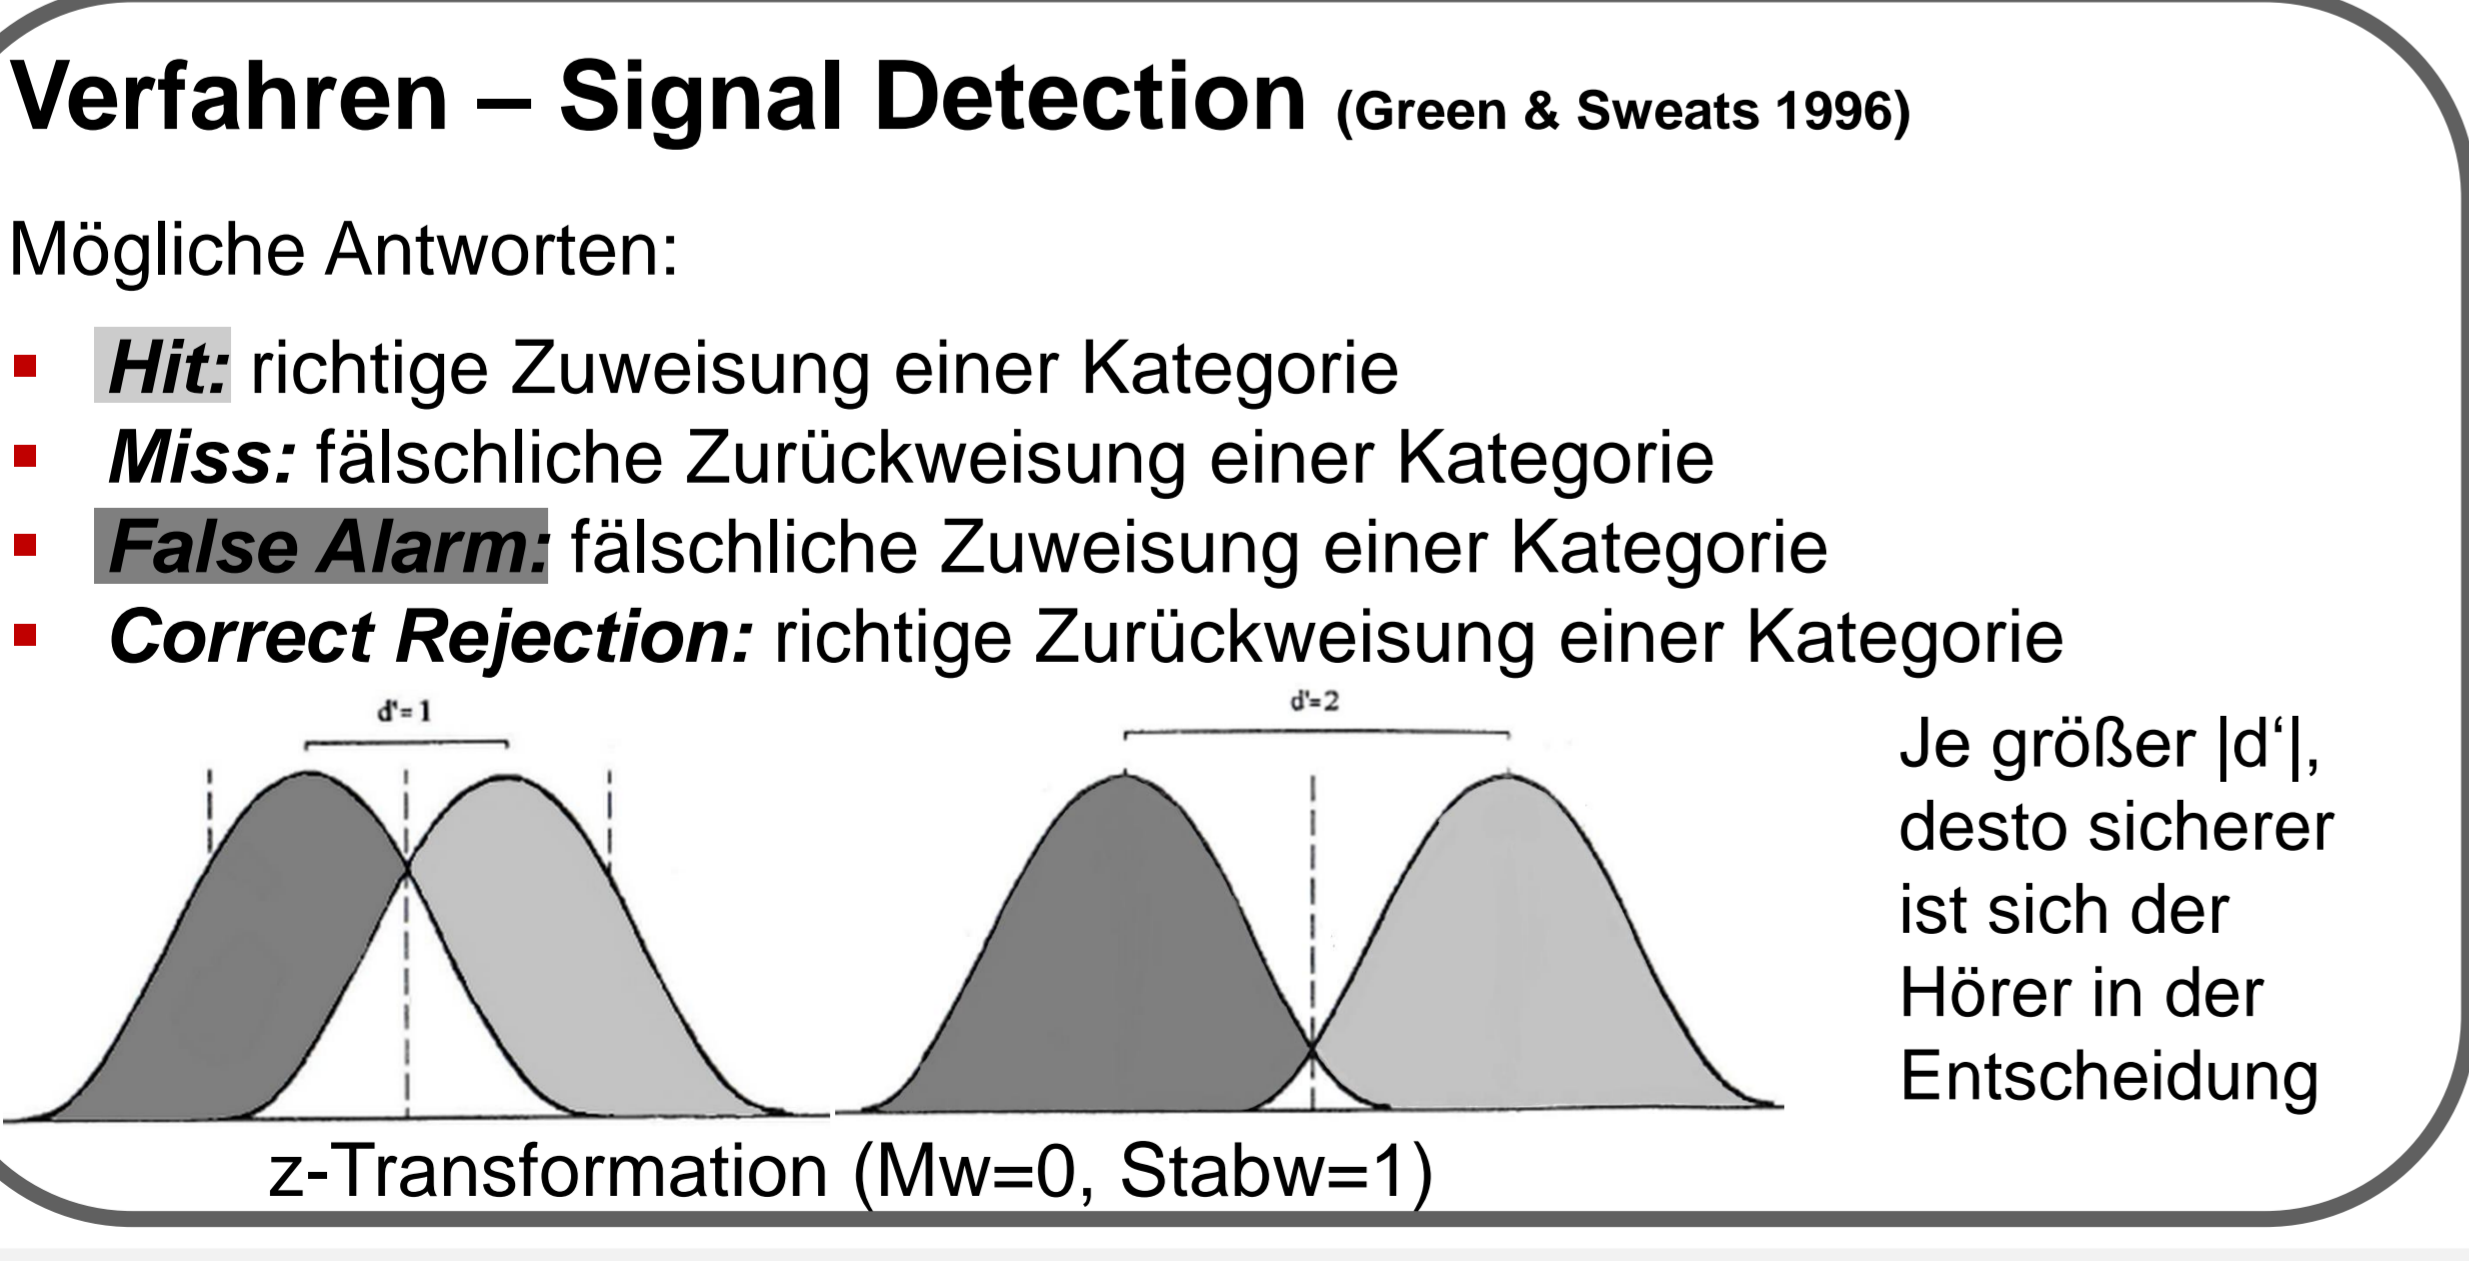 Verfahren – Signal Detection (Green & Sweats 1996)
Mögliche Antworten:
Hit: richtige Zuweisung einer Kategorie
Miss: fälschliche Zurückweisung einer Kategorie
False Alarm: fälschliche Zuweisung einer Kategorie
Correct Rejection: richtige Zurückweisung einer Kategorie
d'= 1
d'=2
Je größer |d‘|,
desto sicherer
ist sich der
Hörer in der
Entscheidung
z-Transformation (Mw=0, Stabw=1)